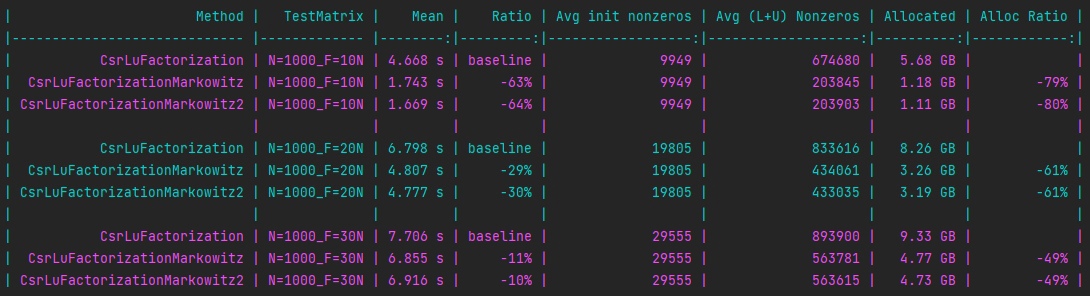 | Method | TestMatrix | Mean | Ratio | Avg init nonzeros | Avg (L+U) Nonzeros | Allocated | Alloc Ratio |
|----------------------------- |------------- |--------:|---------:|------------------:|-------------------:|----------:|------------:|
| CsrLuFactorization | N=1000_F=10N | 4.668 s | baseline | 9949 | 674680 | 5.68 GB | |
| CsrLuFactorizationMarkowitz | N=1000_F=10N | 1.743 s | -63% | 9949 | 203845 | 1.18 GB | -79% |
| CsrLuFactorizationMarkowitz2 | N=1000_F=10N | 1.669 s | -64% | 9949 | 203903 | 1.11 GB | -80% |
| | | | | | | | |
| CsrLuFactorization | N=1000_F=20N | 6.798 s | baseline | 19805 | 833616 | 8.26 GB | |
| CsrLuFactorizationMarkowitz | N=1000_F=20N | 4.807 s | -29% | 19805 | 434061 | 3.26 GB | -61% |
| CsrLuFactorizationMarkowitz2 | N=1000_F=20N | 4.777 s | -30% | 19805 | 433035 | 3.19 GB | -61% |
| | | | | | | | |
| CsrLuFactorization | N=1000_F=30N | 7.706 s | baseline | 29555 | 893900 | 9.33 GB | |
| CsrLuFactorizationMarkowitz | N=1000_F=30N | 6.855 s | -11% | 29555 | 563781 | 4.77 GB | -49% |
| CsrLuFactorizationMarkowitz2 | N=1000_F=30N | 6.916 s | -10% | 29555 | 563615 | 4.73 GB | -49% |